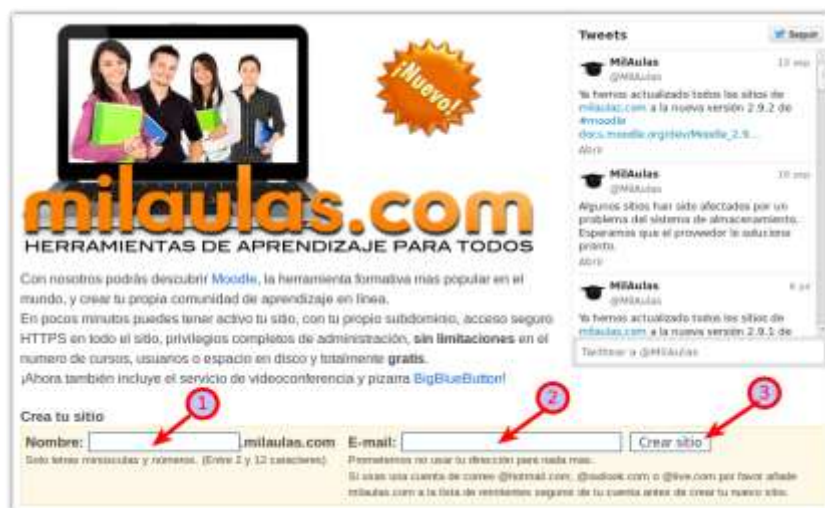 ¡Nuevo!
milaulas.com
HERRAMIENTAS DE APRENDIZAJE PARA TODOS
Con nosotros podrás descubrir Moodle, la herramienta formativa mas popular en el
mundo, y crear tu propia comunidad de aprendizaje en línea.
En pocos minutos puedes tener activo tu sitio, con tu propio subdominio, acceso seguro
HTTPS en todo el sitio, privilegios completos de administración, sin limitaciones en el
numero de cursos, usuarios o espacio en disco y totalmente gratis.
¡Ahora también incluye el servicio de videoconferencia y pizarra BigBlueButton!
Tweets
Seguir
MilAulas
@MilAulas
Ya hemos actualizado todos los sitios de
milaulas.com a la nueva versión 2.9.2 de
#moodle
docs.moodle.org/dev/Moodle_2.9...
Abrir
MilAulas
@MilAulas
Algunos sitios han sido afectados por un
problema del sistema de almacenamiento.
Esperamos que el proveedor lo solucione
pronto.
Abrir
MilAulas
@MilAulas
Ya hemos actualizado todos los sitios de
milaulas.com a la nueva versión 2.9.1 de
Twittear a @MilAulas
1
2
3
Crea tu sitio
Nombre: .milaulas.com E-mail: Crear sitio
Solo letras minúsculas y números. (Entre 2 y 12 caracteres)
Prometemos no usar tu dirección para nada mas.
Si usas una cuenta de correo @hotmail.com, @outlook.com o @live.com por favor añade
milaulas.com a la lista de remitentes seguros de tu cuenta antes de crear tu nuevo sitio.